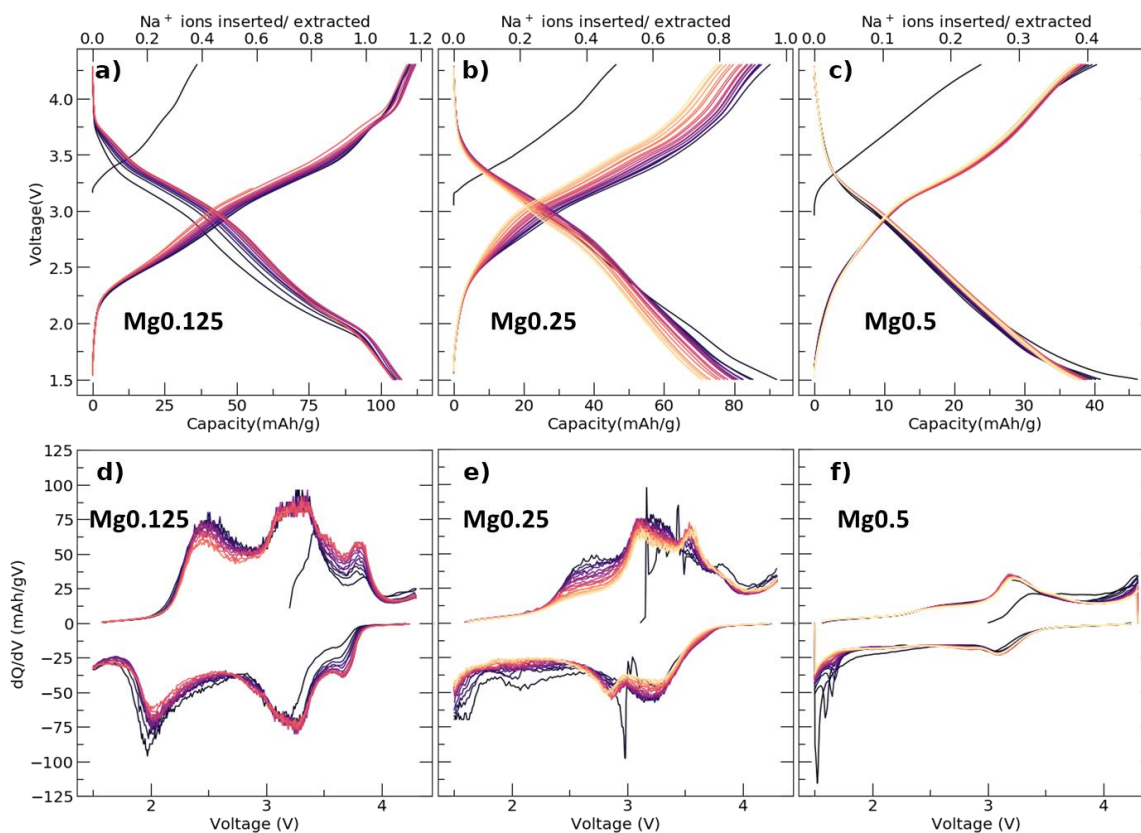 Na⁺ ions inserted/ extracted Na⁺ ions inserted/ extracted Na⁺ ions inserted/ extracted
0.0 0.2 0.4 0.6 0.8 1.0 1.2 0.0 0.2 0.4 0.6 0.8 1.0 0.0 0.1 0.2 0.3 0.4
a) b) c)
4.0
3.5
Voltage(V)
3.0
2.5
2.0
Mg0.125 Mg0.25 Mg0.5
1.5
0 25 50 75 100 0 20 40 60 80 0 10 20 30 40
Capacity(mAh/g) Capacity(mAh/g) Capacity(mAh/g)
125
d) e) f)
100
Mg0.125 Mg0.25 Mg0.5
75
50
25
0
dQ/dV (mAh/gV)
−25
−50
−75
−100
−125
2 3 4 2 3 4 2 3 4
Voltage (V) Voltage (V) Voltage (V)